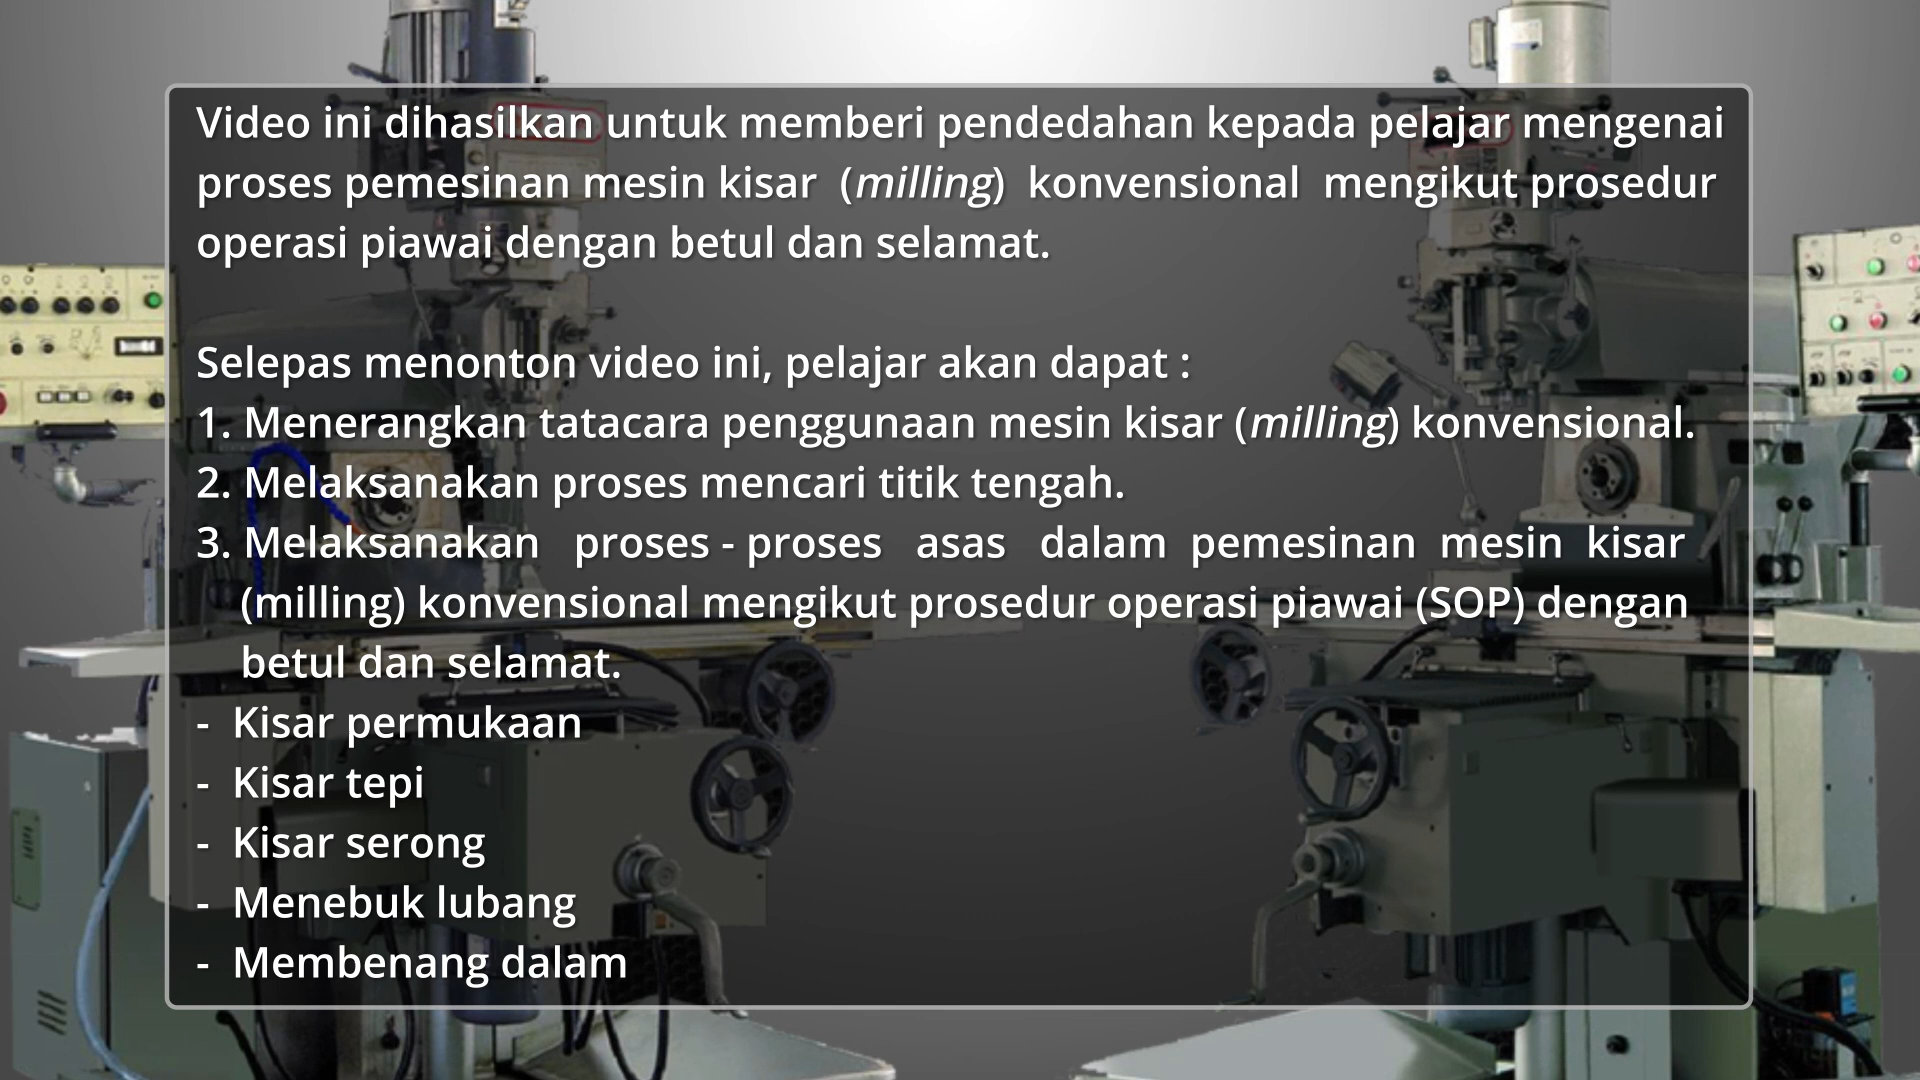 Video ini dihasilkan untuk memberi pendedahan kepada pelajar mengenai
proses pemesinan mesin kisar (milling) konvensional mengikut prosedur
operasi piawai dengan betul dan selamat.
Selepas menonton video ini, pelajar akan dapat :
1. Menerangkan tatacara penggunaan mesin kisar (milling) konvensional.
2. Melaksanakan proses mencari titik tengah.
3. Melaksanakan proses - proses asas dalam pemesinan mesin kisar
(milling) konvensional mengikut prosedur operasi piawai (SOP) dengan
betul dan selamat.
- Kisar permukaan
- Kisar tepi
- Kisar serong
- Menebuk lubang
- Membenang dalam